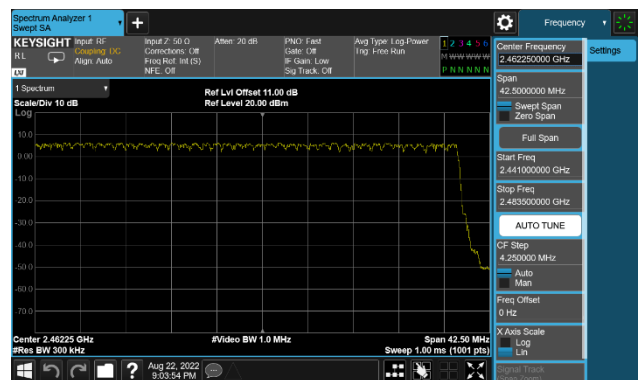 Spectrum Analyzer 1
Swept SA
Frequency
KEYSIGHT
Input: RF
Coupling: DC
Align: Auto
RL
Input Z: 50 Ω
Corrections: Off
Freq Ref: Int (S)
NFE: Off
Atten: 20 dB
PNO: Fast
Gate: Off
IF Gain: Low
Sig Track: Off
Avg Type: Log-Power
Trig: Free Run
1 2 3 4 5 6
M W W W W W
P N N N N N
1 Spectrum
Scale/Div 10 dB
Ref Lvl Offset 11.00 dB
Ref Level 20.00 dBm
Log
10.0
0.00
-10.0
-20.0
-30.0
-40.0
-50.0
-60.0
-70.0
Center 2.46225 GHz
#Res BW 300 kHz
#Video BW 1.0 MHz
Span 42.50 MHz
Sweep 1.00 ms (1001 pts)
Center Frequency
2.462250000 GHz
Settings
Span
42.5000000 MHz
Swept Span
Zero Span
Full Span
Start Freq
2.441000000 GHz
Stop Freq
2.483500000 GHz
AUTO TUNE
CF Step
4.250000 MHz
Auto
Man
Freq Offset
0 Hz
X Axis Scale
Log
Lin
Signal Track
(Span Zoom)
Aug 22, 2022
9:03:54 PM